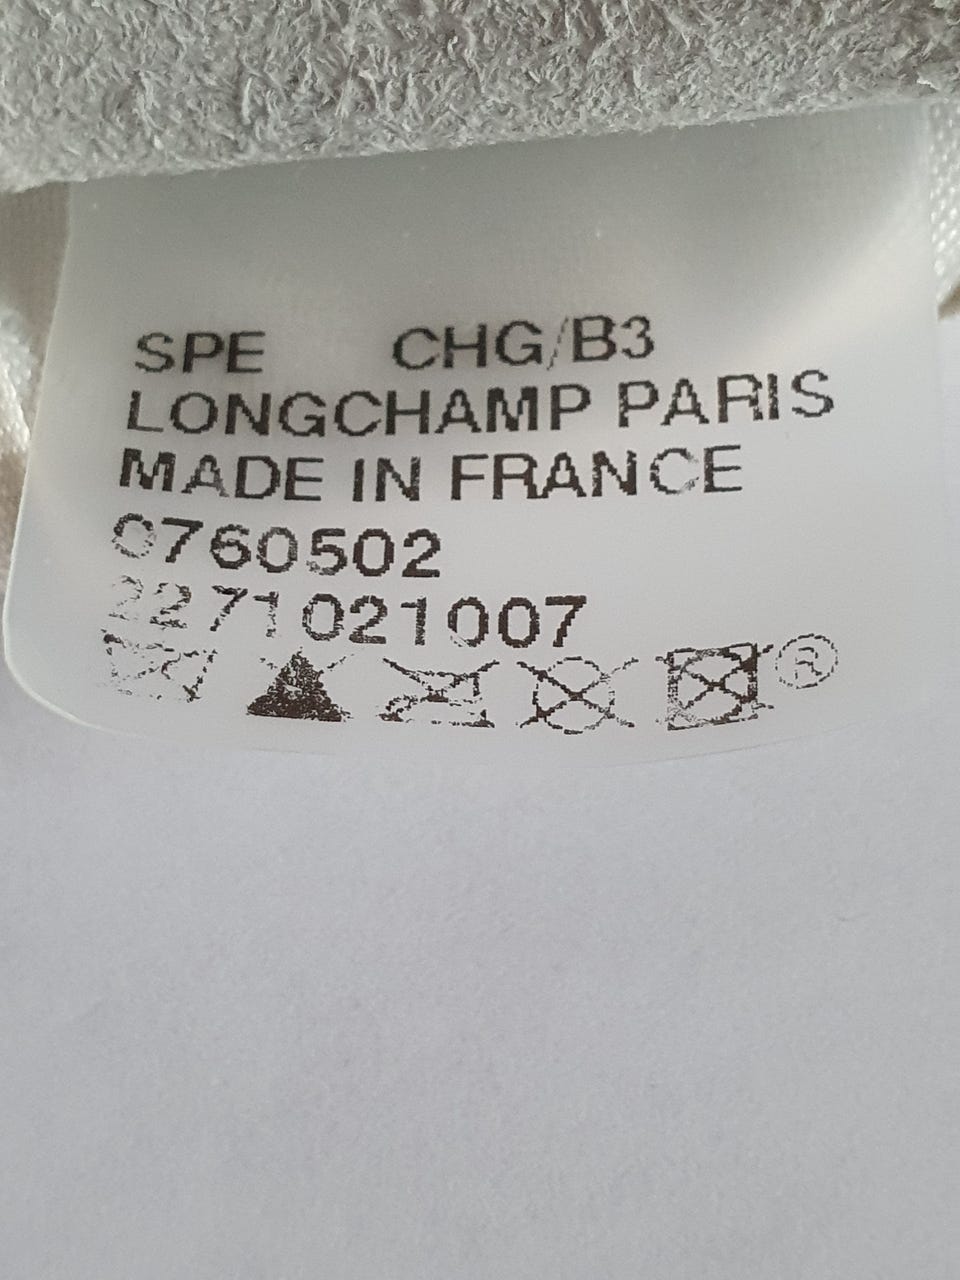 SPE CHG/B3
LONGCHAMP PARIS
MADE IN FRANCE
0760502
2271021007
®